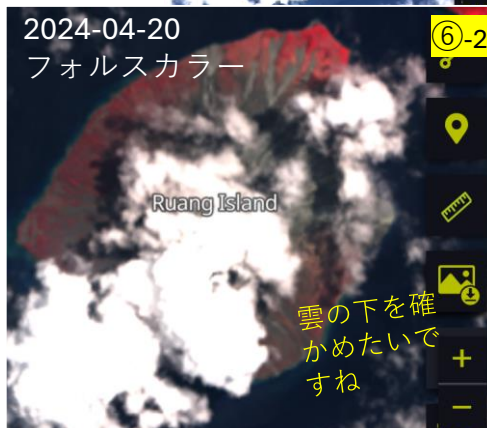 2024-04-20
⑥-2
フォルスカラー
Ruang Island
雲の下を確
かめたいで
すね